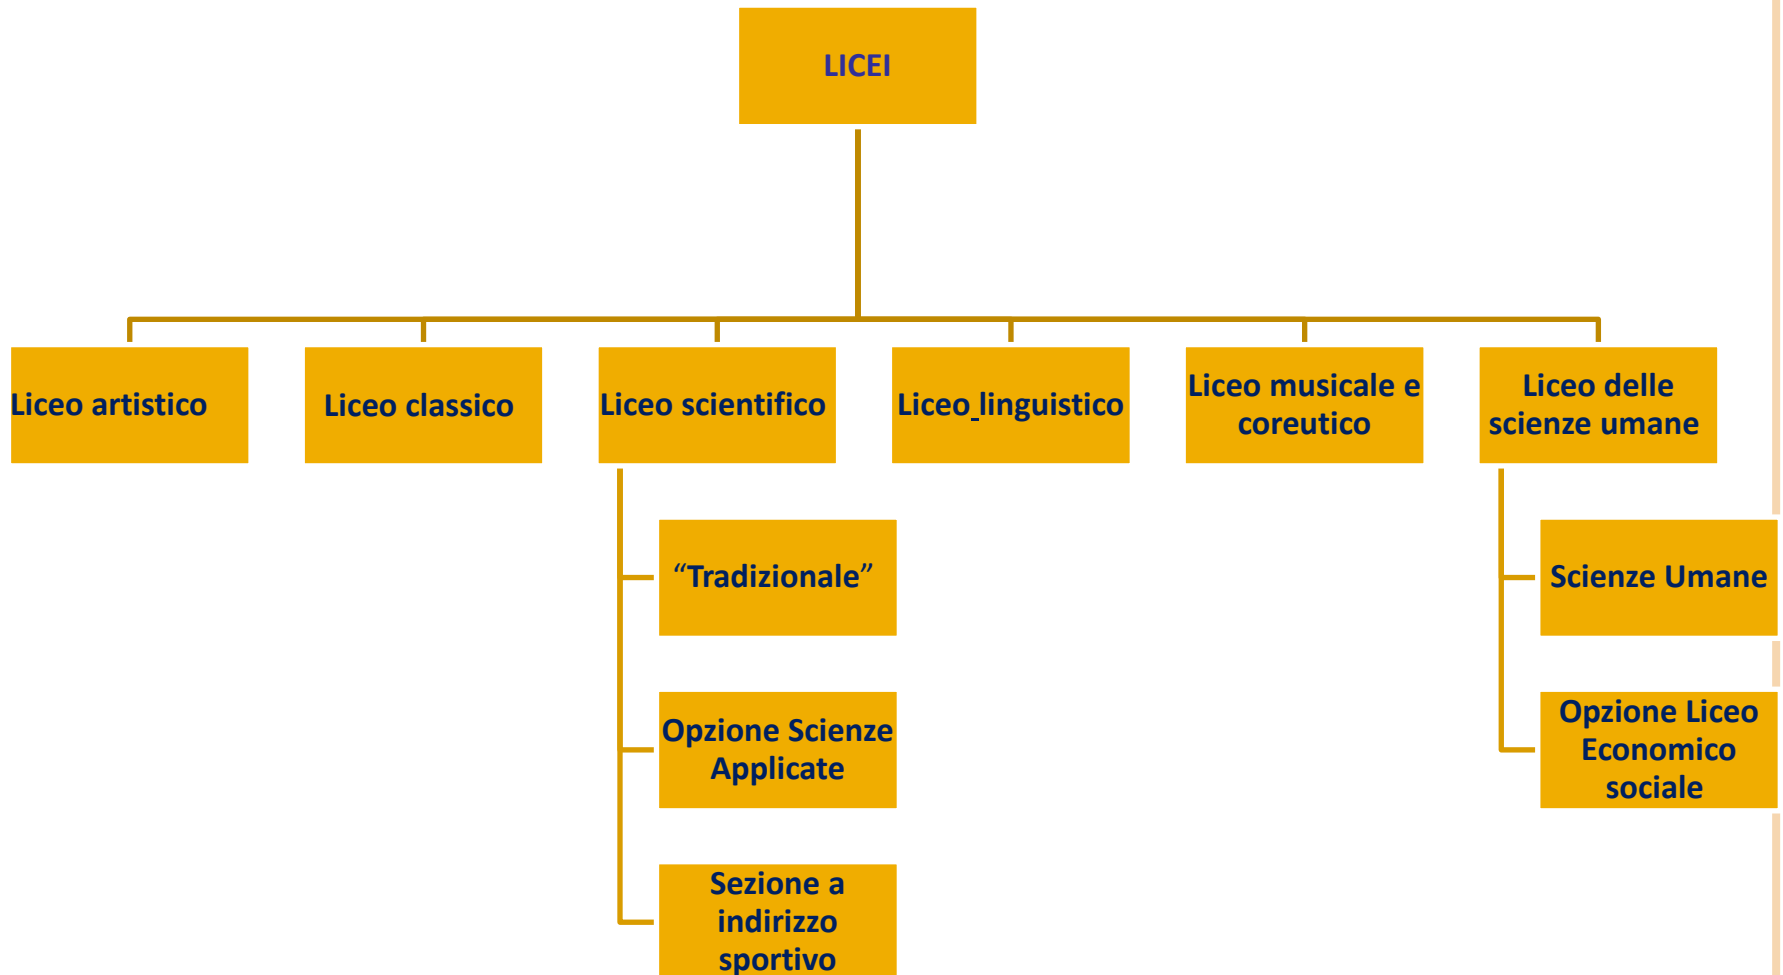 LICEI
Liceo artistico
Liceo classico
Liceo scientifico
Liceo linguistico
Liceo musicale e
coreutico
Liceo delle
scienze umane
“Tradizionale”
Opzione Scienze
Applicate
Sezione a
indirizzo
sportivo
Scienze Umane
Opzione Liceo
Economico
sociale